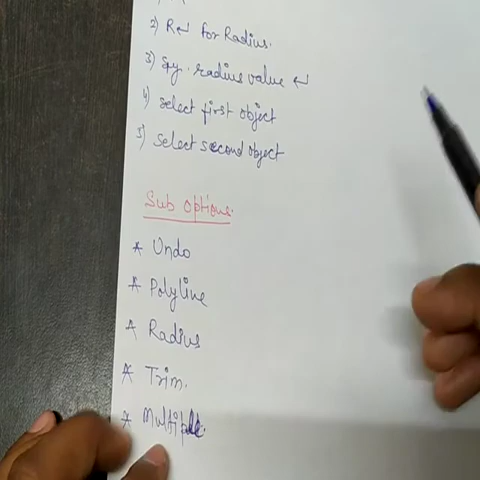 2) R↵ for Radius.
3) Spy. radius value ↵
4) Select first object
5) Select second object
Sub options.
* Undo
* Polyline
* Radius
* Trim.
* Multiple.